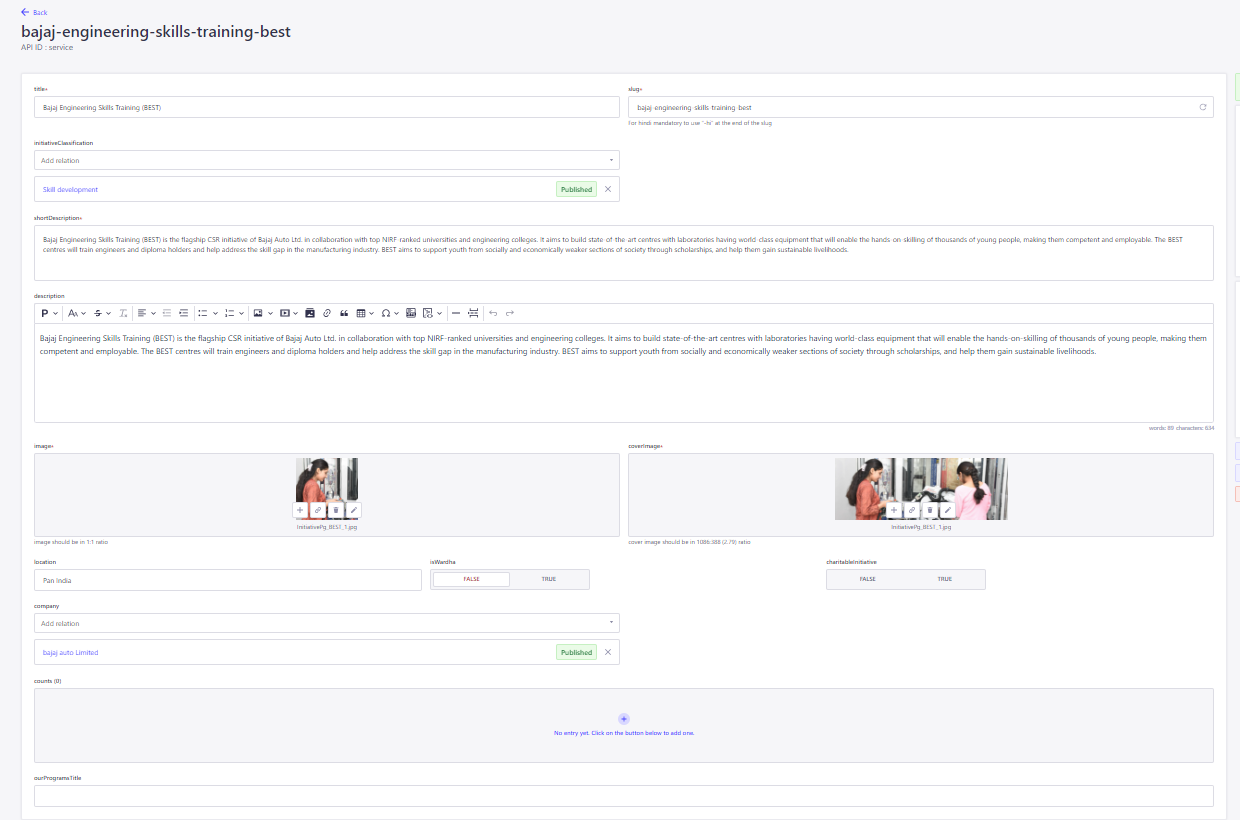 Back
bajaj-engineering-skills-training-best
API ID : service
title*
Bajaj Engineering Skills Training (BEST)
slug*
bajaj-engineering-skills-training-best
For hindi mandatory to use "-hi" at the end of the slug
initiativeClassification
Add relation
Skill development
Published
shortDescription*
Bajaj Engineering Skills Training (BEST) is the flagship CSR initiative of Bajaj Auto Ltd. in collaboration with top NIRF-ranked universities and engineering colleges. It aims to build state-of-the-art centres with laboratories having world-class equipment that will enable the hands-on-skilling of thousands of young people, making them competent and employable. The BEST
centres will train engineers and diploma holders and help address the skill gap in the manufacturing industry. BEST aims to support youth from socially and economically weaker sections of society through scholarships, and help them gain sustainable livelihoods.
description
Bajaj Engineering Skills Training (BEST) is the flagship CSR initiative of Bajaj Auto Ltd. in collaboration with top NIRF-ranked universities and engineering colleges. It aims to build state-of-the-art centres with laboratories having world-class equipment that will enable the hands-on-skilling of thousands of young people, making them
competent and employable. The BEST centres will train engineers and diploma holders and help address the skill gap in the manufacturing industry. BEST aims to support youth from socially and economically weaker sections of society through scholarships, and help them gain sustainable livelihoods.
words: 89 characters: 634
image*
InitiativePg_BEST_1.jpg
image should be in 1:1 ratio
coverImage*
InitiativePg_BEST_1.jpg
cover image should be in 1086:388 (2.79) ratio
location
Pan India
isWardha
FALSE TRUE
charitableInitiative
FALSE TRUE
company
Add relation
bajaj auto Limited
Published
counts (0)
No entry yet. Click on the button below to add one.
ourProgramsTitle